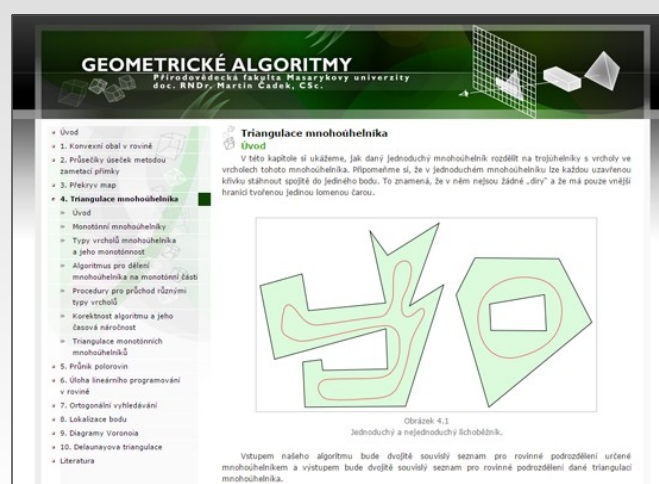 GEOMETRICKÉ ALGORITMY
Přírodovědecká fakulta Masarykovy univerzity
doc. RNDr. Martin Čadek, CSc.
Úvod
1. Konvexní obal v rovině
2. Průsečíky úseček metodou
zametací přímky
3. Překryv map
4. Triangulace mnohoúhelníka
Úvod
Monotónní mnohoúhelníky
Typy vrcholů mnohoúhelníka
a jeho monotónnost
Algoritmus pro dělení
mnohoúhelníka na monotónní části
Procedury pro průchod různými
typy vrcholů
Korektnost algoritmu a jeho
časová náročnost
Triangulace monotónních
mnohoúhelníků
5. Průnik polorovin
6. Úloha lineárního programování
v rovině
7. Ortogonální vyhledávání
8. Lokalizace bodu
9. Diagramy Voronoia
10. Delaunayova triangulace
Literatura
Triangulace mnohoúhelníka
Úvod
V této kapitole si ukážeme, jak daný jednoduchý mnohoúhelník rozdělit na trojúhelníky s vrcholy ve
vrcholech tohoto mnohoúhelníka. Připomeňme si, že v jednoduchém mnohoúhelníku lze každou uzavřenou
křivku stáhnout spojitě do jediného bodu. To znamená, že v něm nejsou žádné „díry" a že má pouze vnější
hranici tvořenou jedinou lomenou čarou.
Obrázek 4.1
Jednoduchý a nejednoduchý lichoběžník.
Vstupem našeho algoritmu bude dvojitě souvislý seznam pro rovinné podrozdělení určené
mnohoúhelníkem a výstupem bude dvojitě souvislý seznam pro rovinné podrozdělení dané triangulací
mnohoúhelníka.